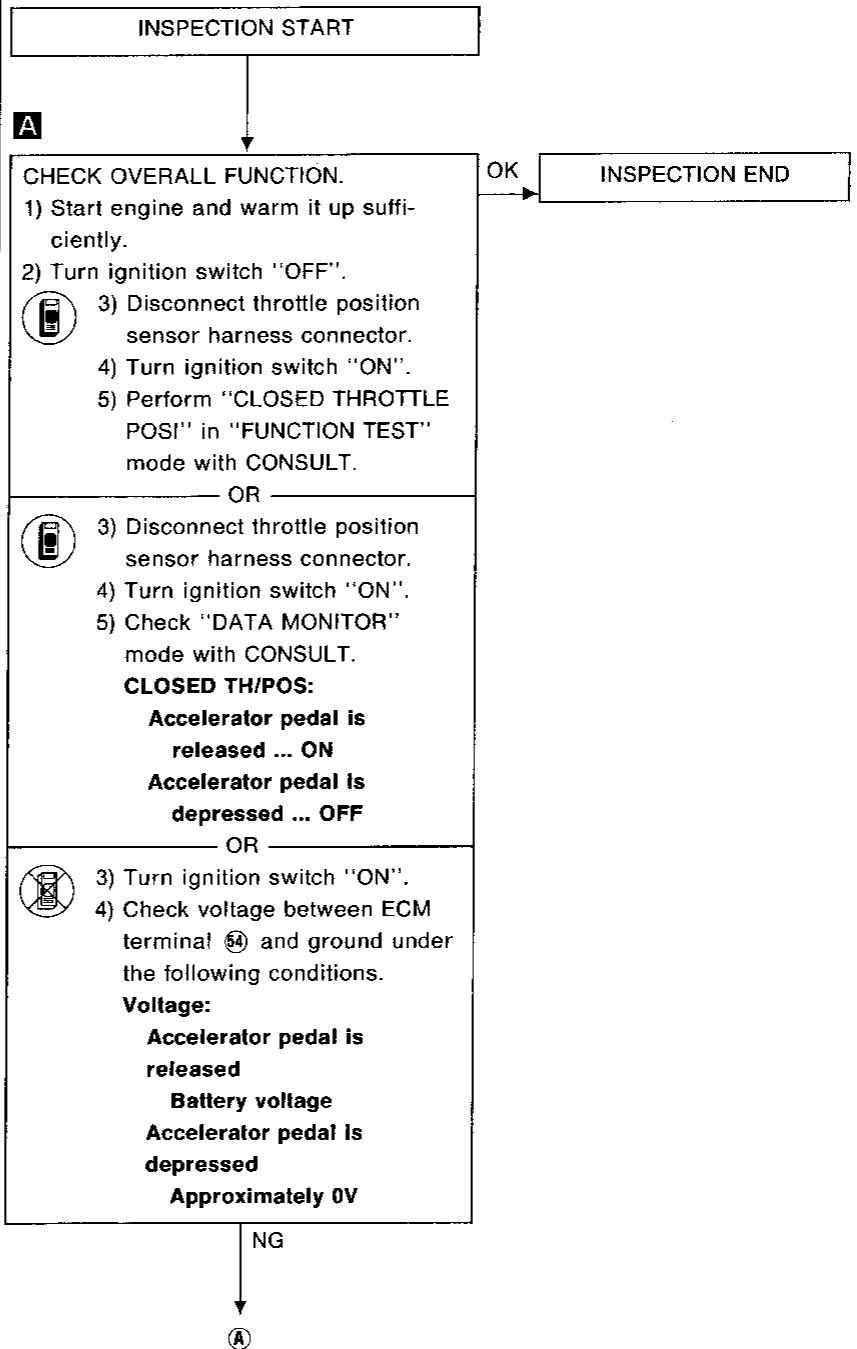 INSPECTION START
A
CHECK OVERALL FUNCTION.
1) Start engine and warm it up suffi-
ciently.
2) Turn ignition switch "OFF".
3) Disconnect throttle position
sensor harness connector.
4) Turn ignition switch "ON".
5) Perform "CLOSED THROTTLE
POSI" in "FUNCTION TEST"
mode with CONSULT.
OR
3) Disconnect throttle position
sensor harness connector.
4) Turn ignition switch "ON".
5) Check "DATA MONITOR"
mode with CONSULT.
CLOSED TH/POS:
Accelerator pedal is
released ... ON
Accelerator pedal is
depressed ... OFF
OR
3) Turn ignition switch "ON".
4) Check voltage between ECM
terminal 54 and ground under
the following conditions.
Voltage:
Accelerator pedal is
released
Battery voltage
Accelerator pedal is
depressed
Approximately 0V
OK
INSPECTION END
NG
A